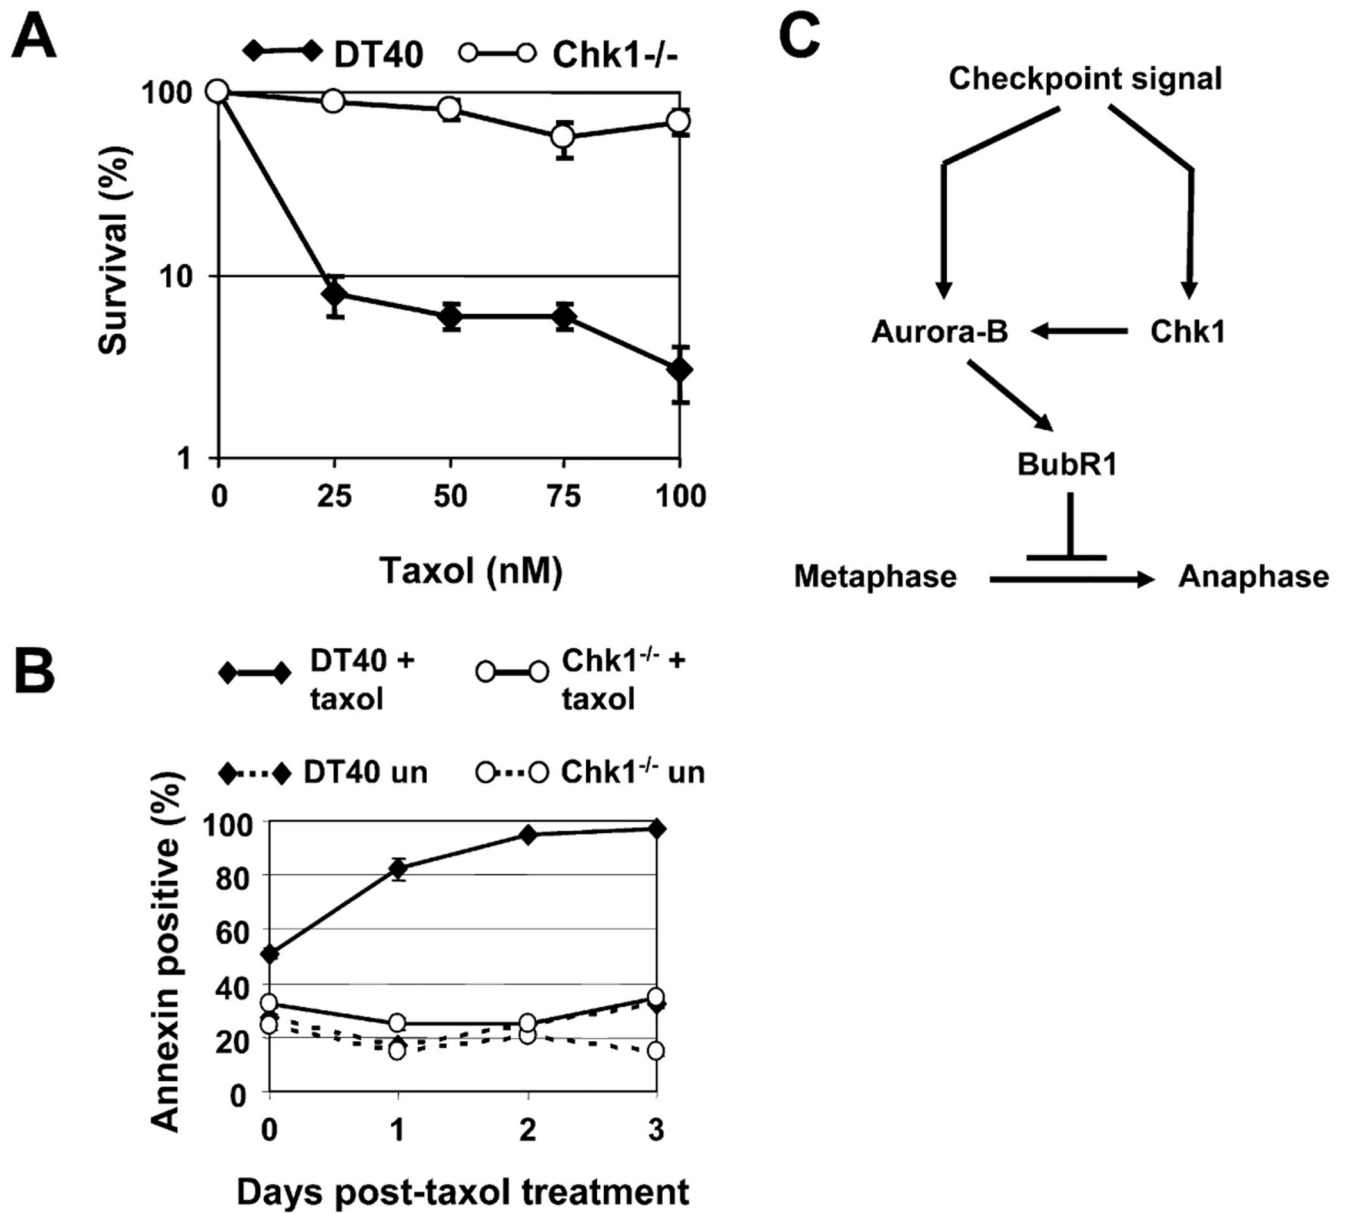 A
DT40 Chk1-/-
Survival (%)
100
10
1
0 25 50 75 100
Taxol (nM)
C
Checkpoint signal
Aurora-B Chk1
BubR1
Metaphase Anaphase
B
DT40 + Chk1-/- +
taxol taxol
DT40 un Chk1-/- un
Annexin positive (%)
100
80
60
40
20
0
0 1 2 3
Days post-taxol treatment